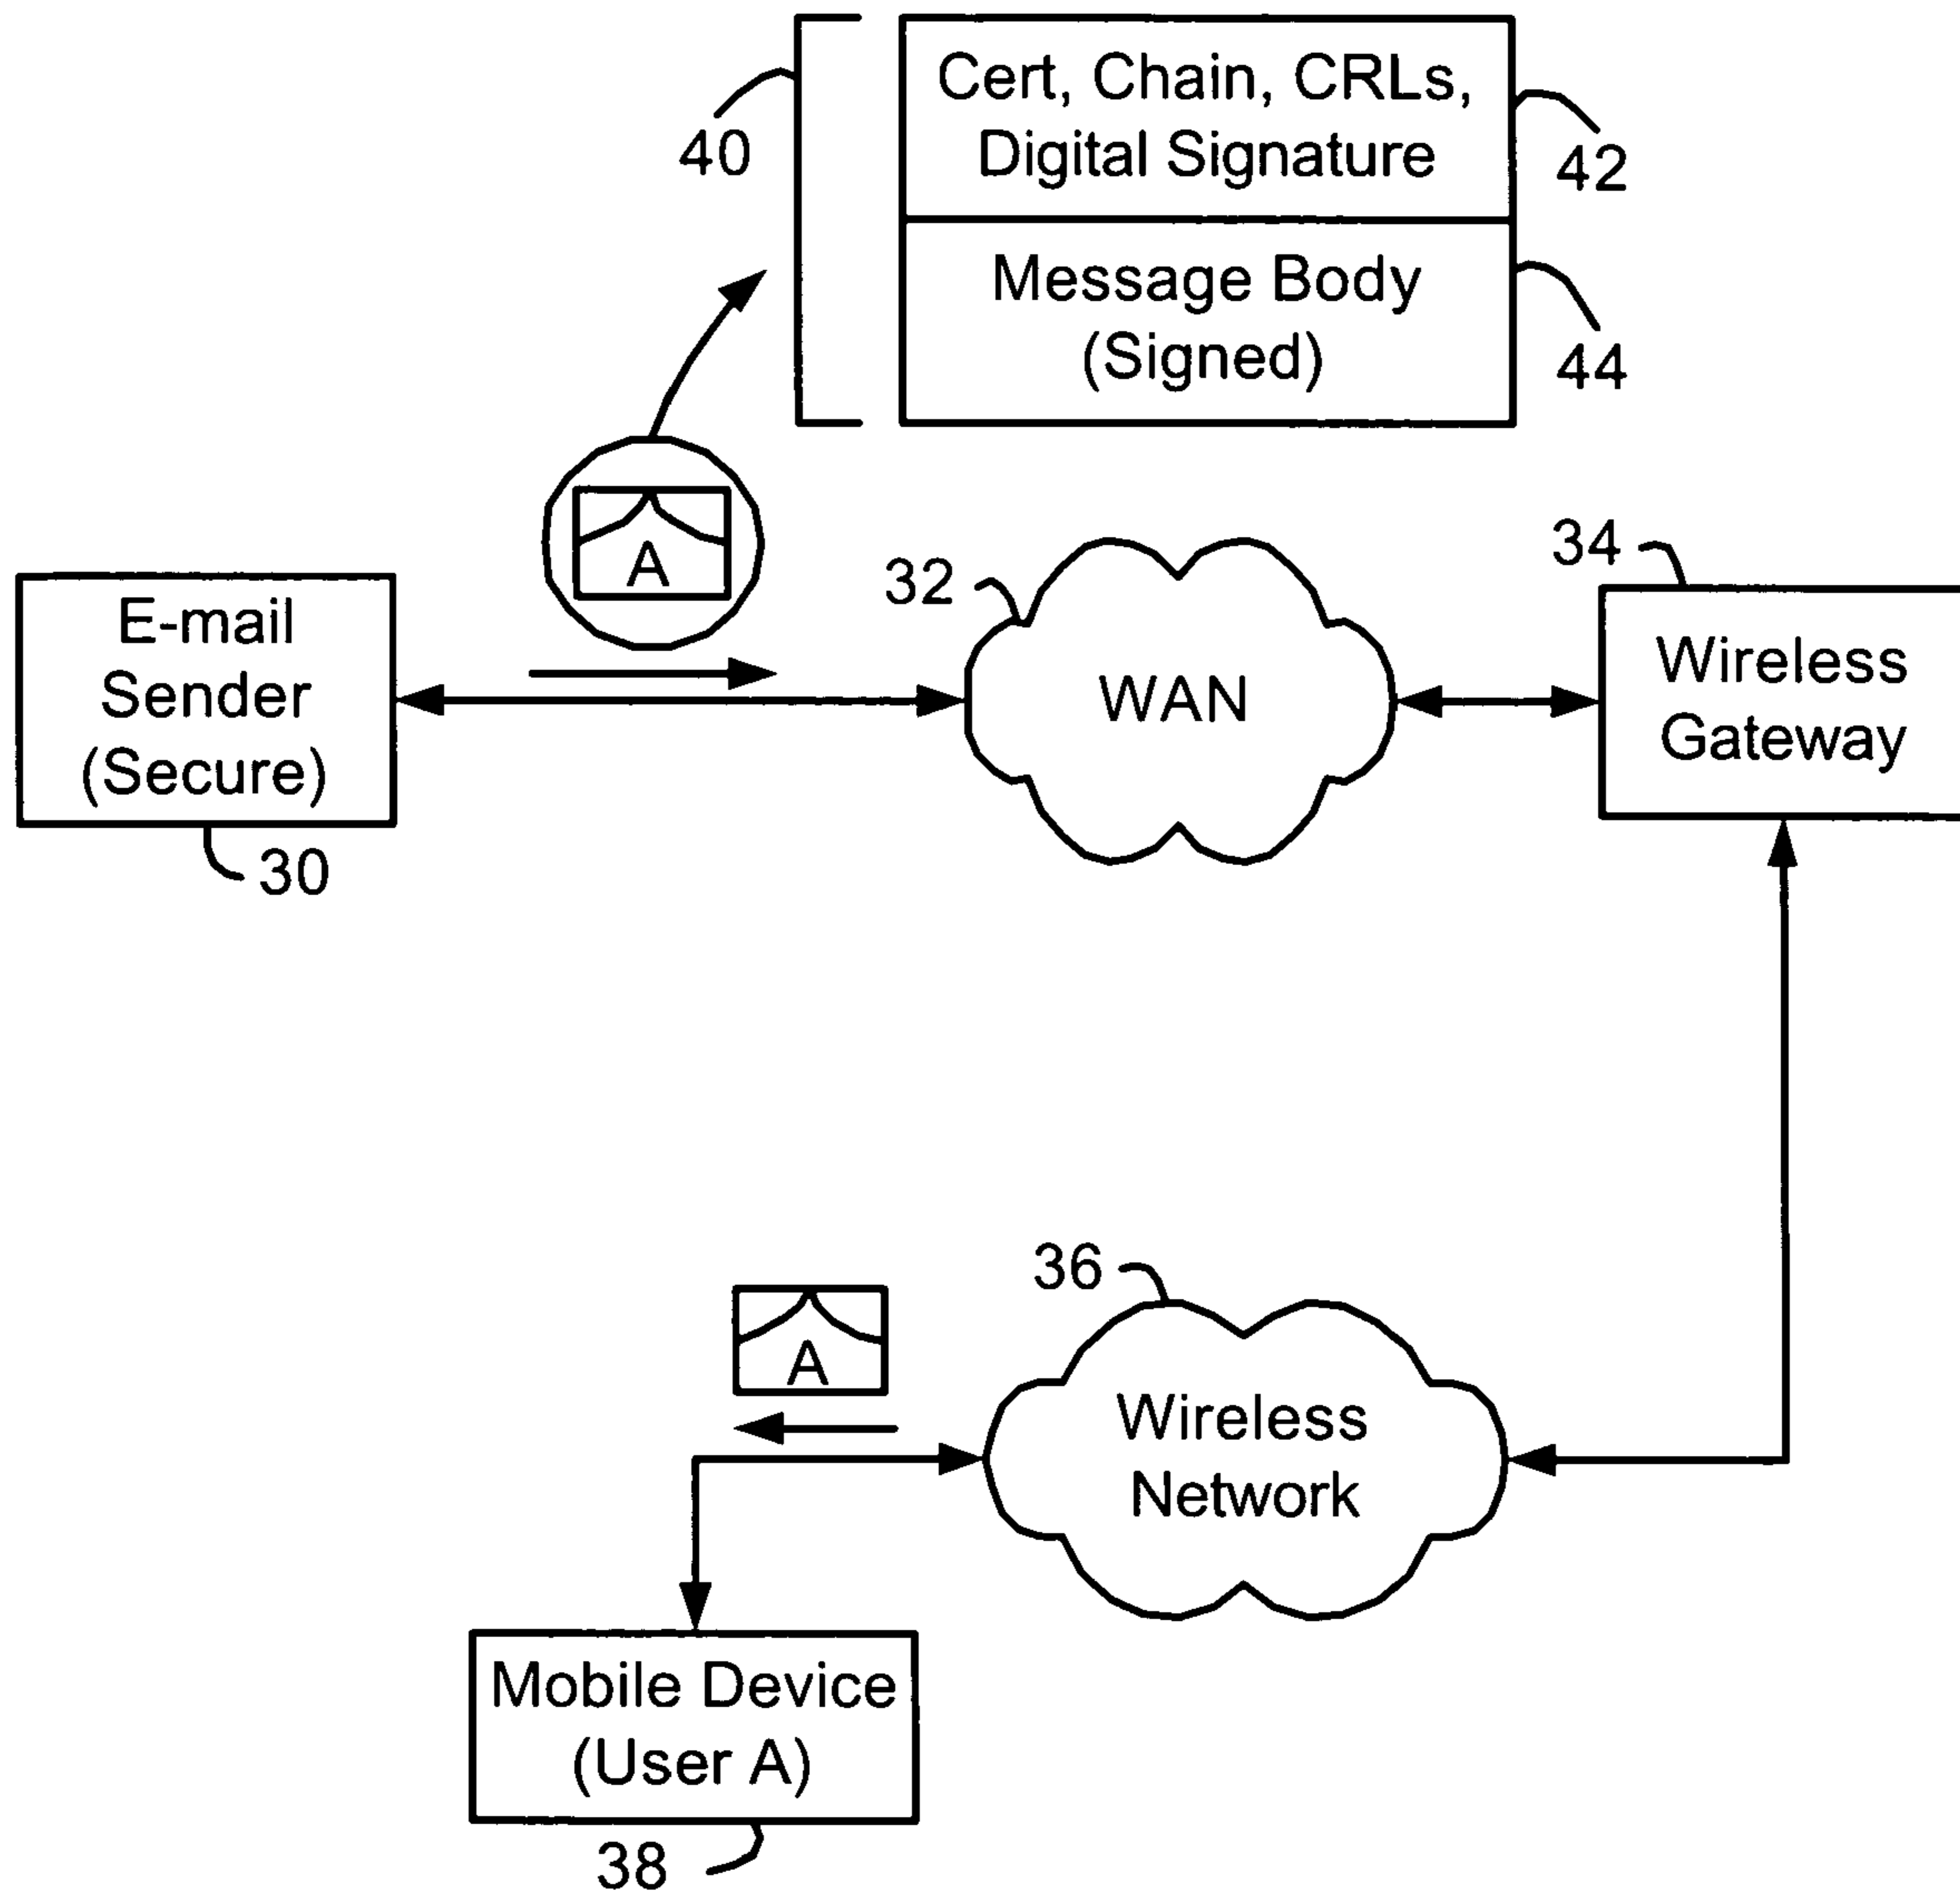 Cert, Chain, CRLs,
Digital Signature
40
42
Message Body
(Signed)
44
A
E-mail
Sender
(Secure)
30
32
WAN
34
Wireless
Gateway
36
A
Wireless
Network
Mobile Device
(User A)
38